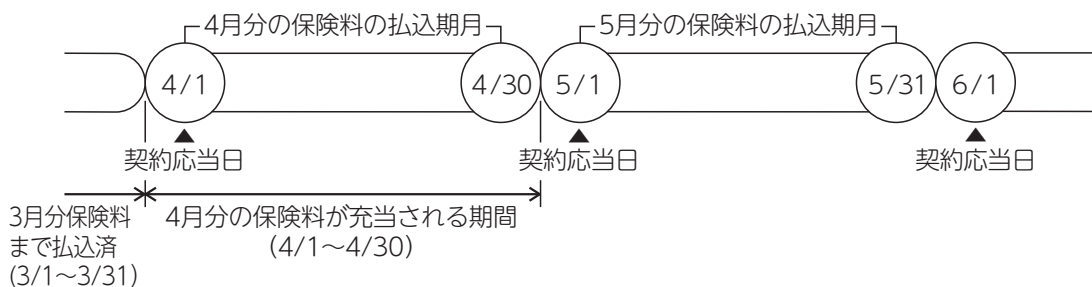 4月分の保険料の払込期月
5月分の保険料の払込期月
4/1
4/30
5/1
5/31
6/1
▲
▲
▲
契約応当日
契約応当日
契約応当日
3月分保険料
まで払込済
(3/1～3/31)
4月分の保険料が充当される期間
(4/1～4/30)